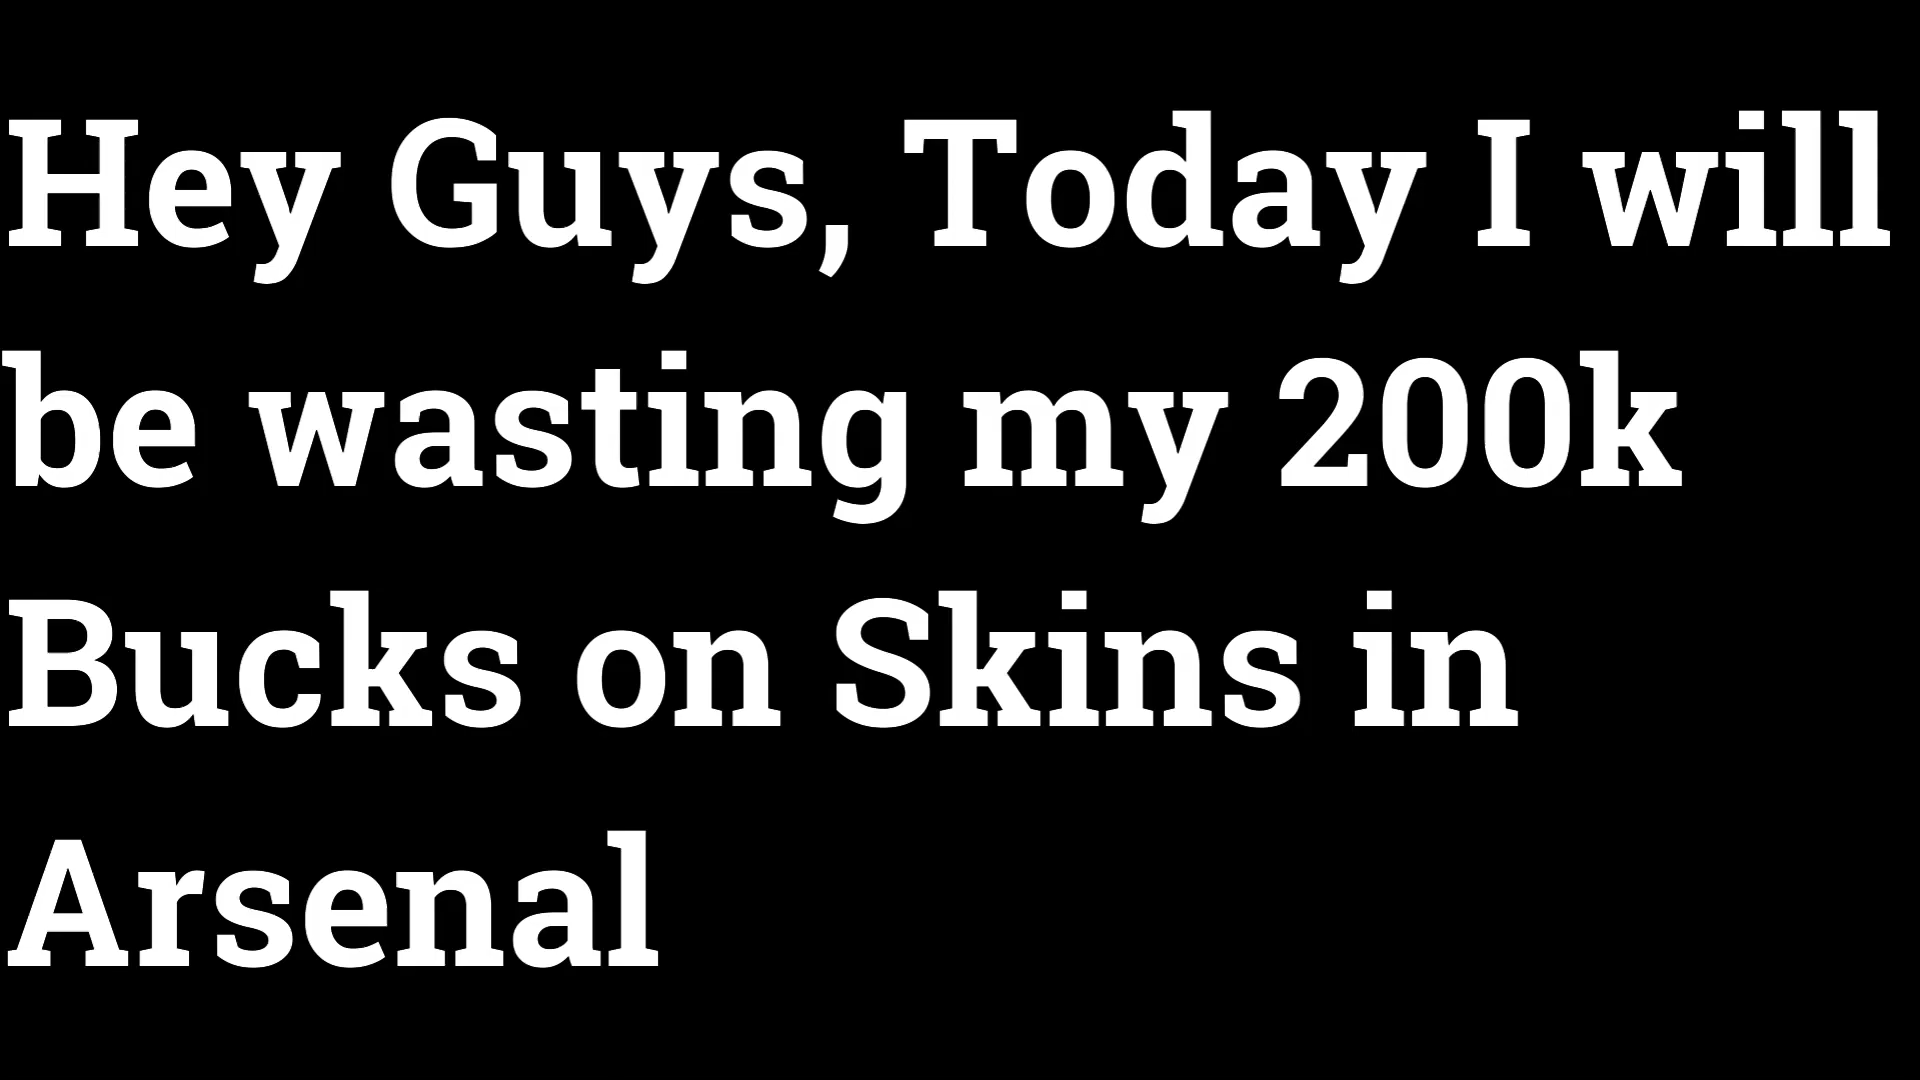 Hey Guys, Today I will
be wasting my 200k
Bucks on Skins in
Arsenal